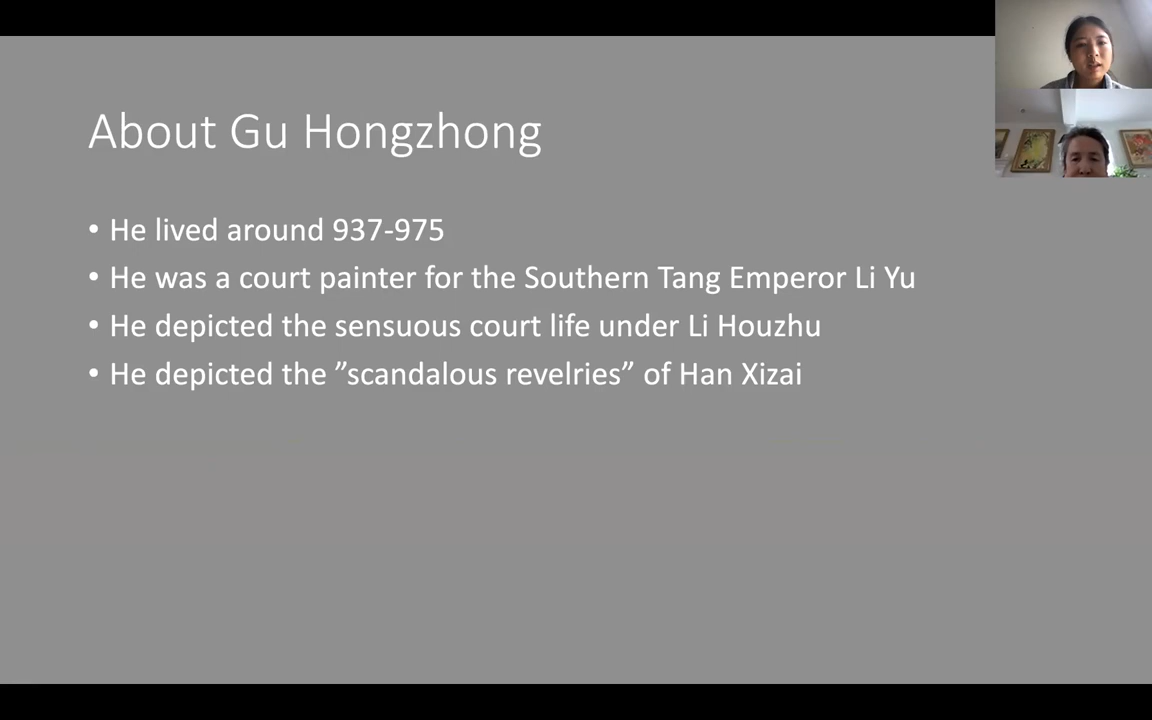 About Gu Hongzhong
• He lived around 937-975
• He was a court painter for the Southern Tang Emperor Li Yu
• He depicted the sensuous court life under Li Houzhu
• He depicted the ”scandalous revelries” of Han Xizai